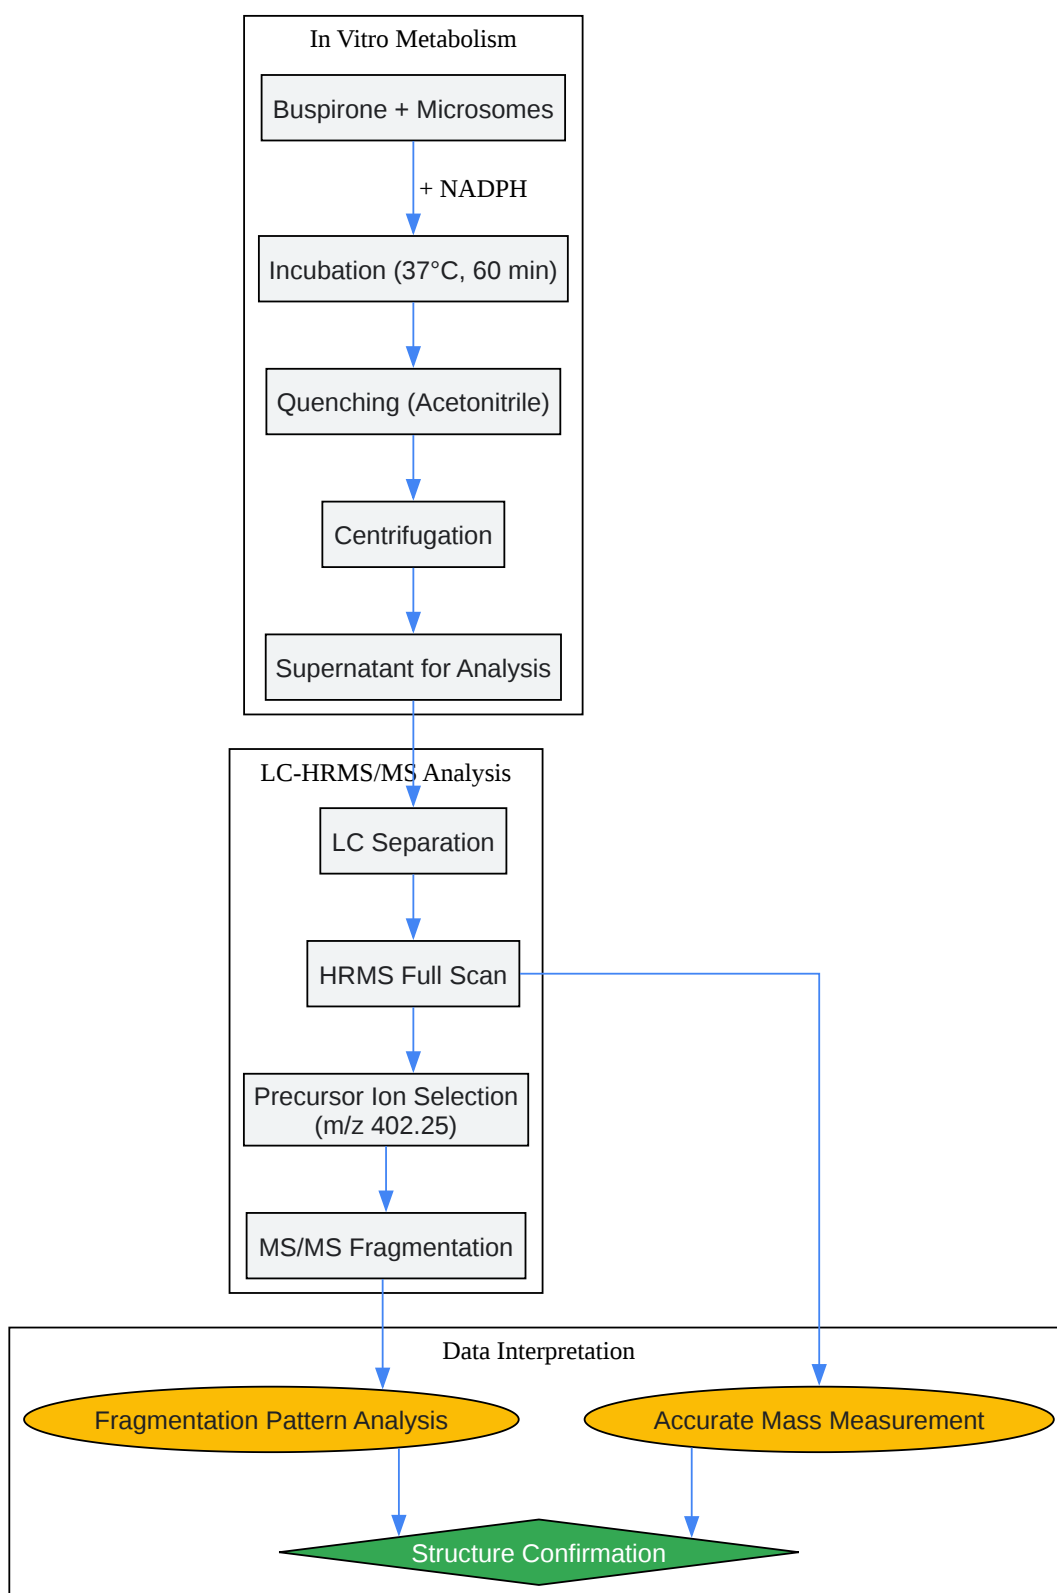 In Vitro Metabolism
Buspirone + Microsomes
+ NADPH
Incubation (37°C, 60 min)
Quenching (Acetonitrile)
Centrifugation
Supernatant for Analysis
LC-HRMS/MS Analysis
LC Separation
HRMS Full Scan
Precursor Ion Selection
(m/z 402.25)
MS/MS Fragmentation
Data Interpretation
Fragmentation Pattern Analysis
Accurate Mass Measurement
Structure Confirmation